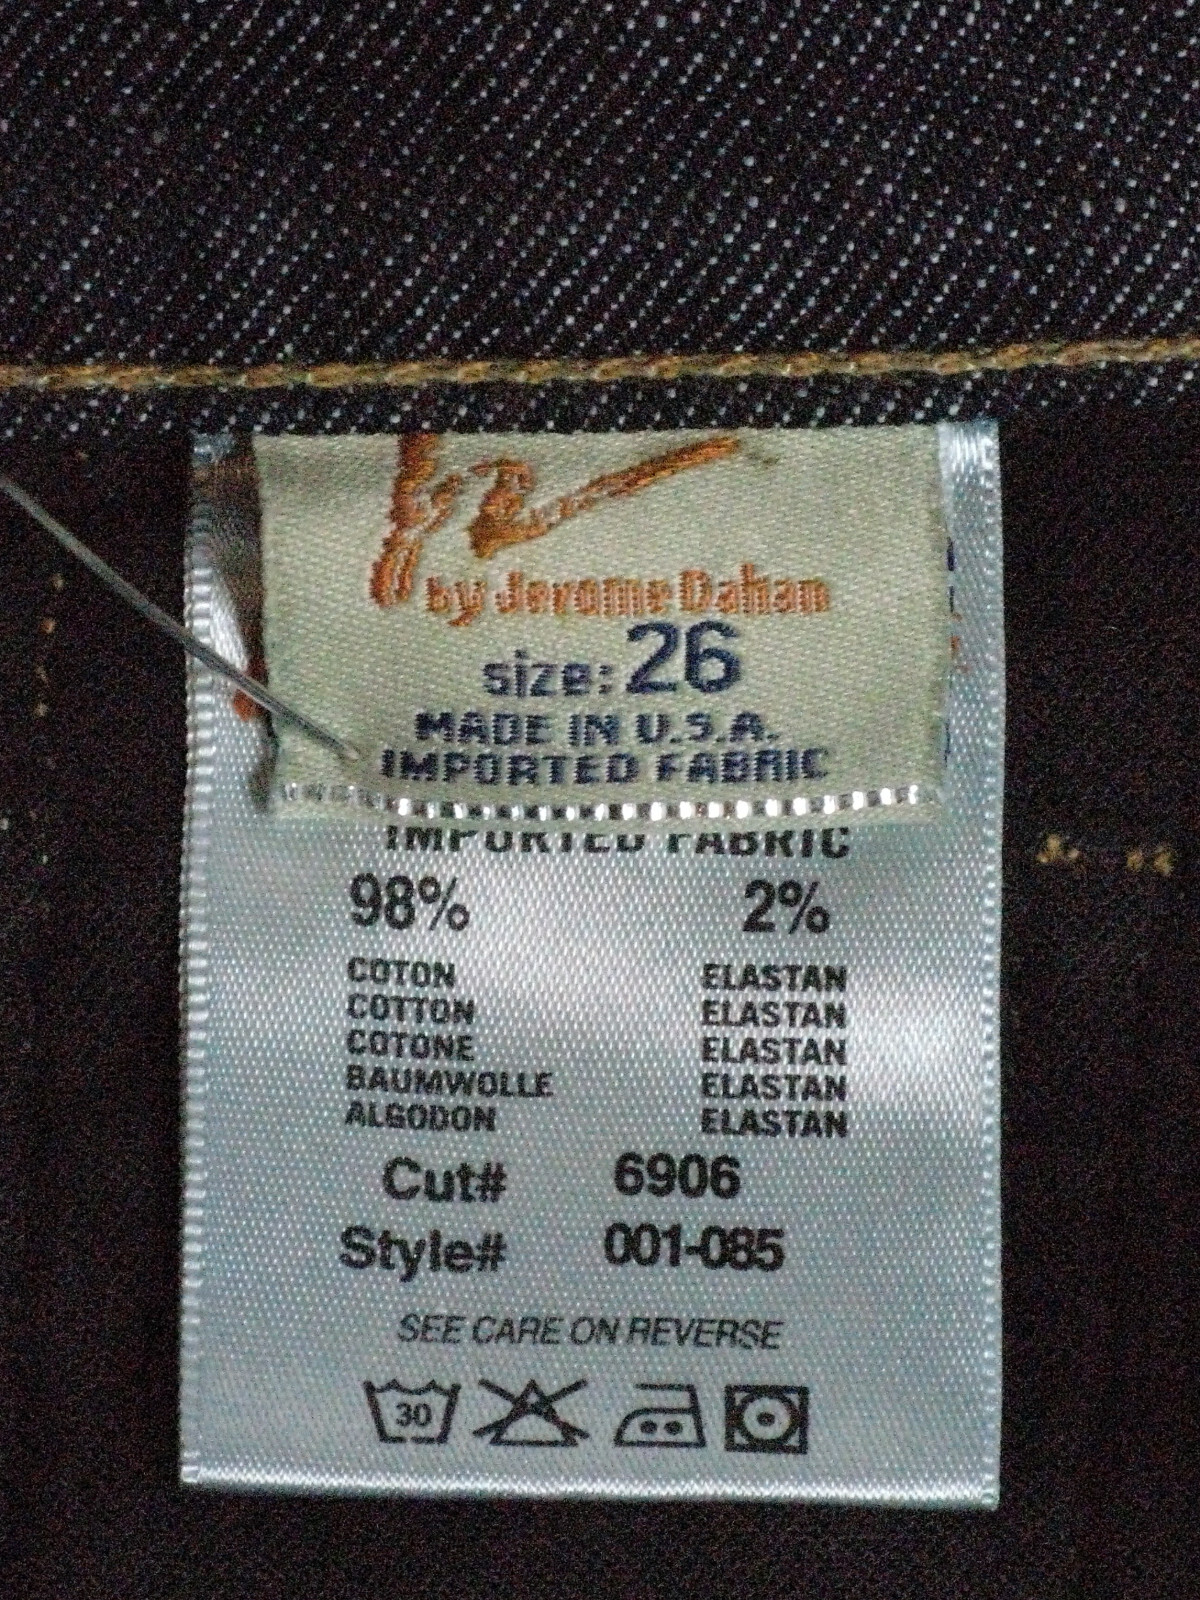 by Jerome Dahan
size: 26
MADE IN U.S.A.
IMPORTED FABRIC
IMPORTED FABRIC
98% 2%
COTON ELASTAN
COTTON ELASTAN
COTONE ELASTAN
BAUMWOLLE ELASTAN
ALGODON ELASTAN
Cut# 6906
Style# 001-085
SEE CARE ON REVERSE
30